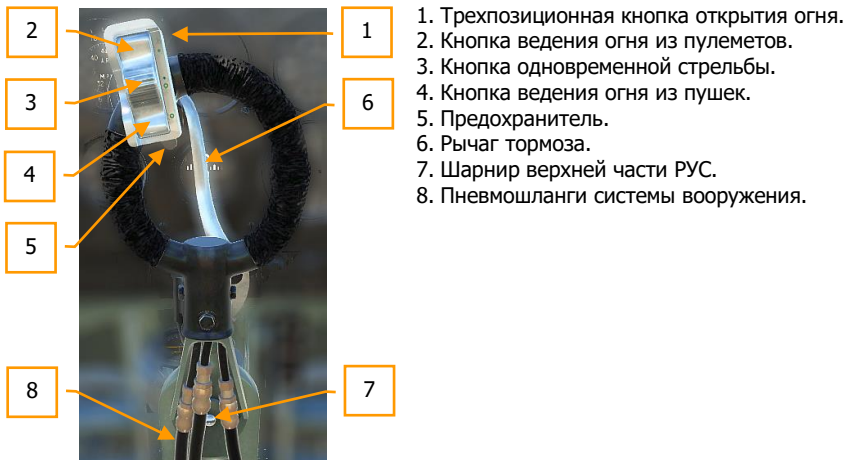 1. Трехпозиционная кнопка открытия огня.
2. Кнопка ведения огня из пулеметов.
3. Кнопка одновременной стрельбы.
4. Кнопка ведения огня из пушек.
5. Предохранитель.
6. Рычаг тормоза.
7. Шарнир верхней части РУС.
8. Пневмошланги системы вооружения.
2
1
3
6
4
5
8
7